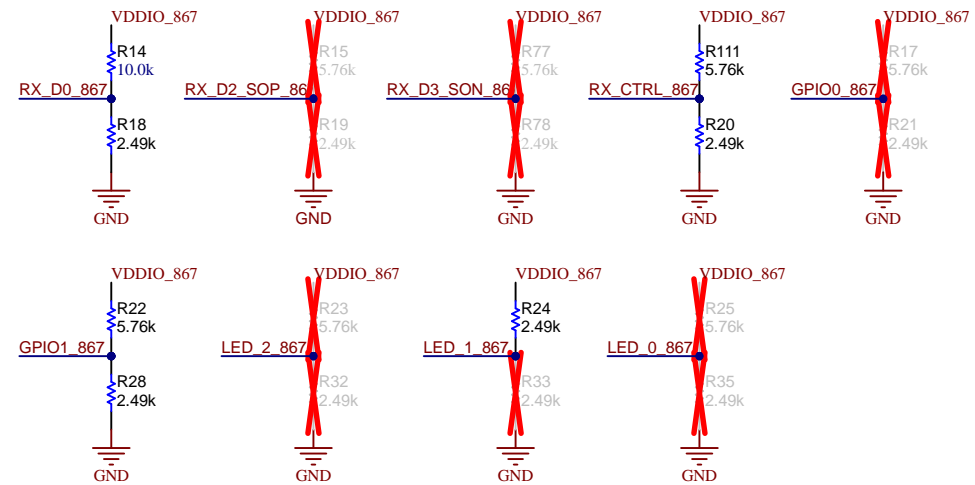 VDDIO_867 VDDIO_867 VDDIO_867 VDDIO_867 VDDIO_867
R14 R15 R77 R111 R17
10.0k 5.76k 5.76k 5.76k 5.76k
RX_D0_867 RX_D2_SOP_86 RX_D3_SON_86 RX_CTRL_867 GPIO0_867
R18 R19 R78 R20 R21
2.49k 2.49k 2.49k 2.49k 2.49k
GND GND GND GND GND
VDDIO_867 VDDIO_867 VDDIO_867 VDDIO_867
R22 R23 R24 R25
5.76k 5.76k 2.49k 5.76k
GPIO1_867 LED_2_867 LED_1_867 LED_0_867
R28 R32 R33 R35
2.49k 2.49k 2.49k 2.49k
GND GND GND GND